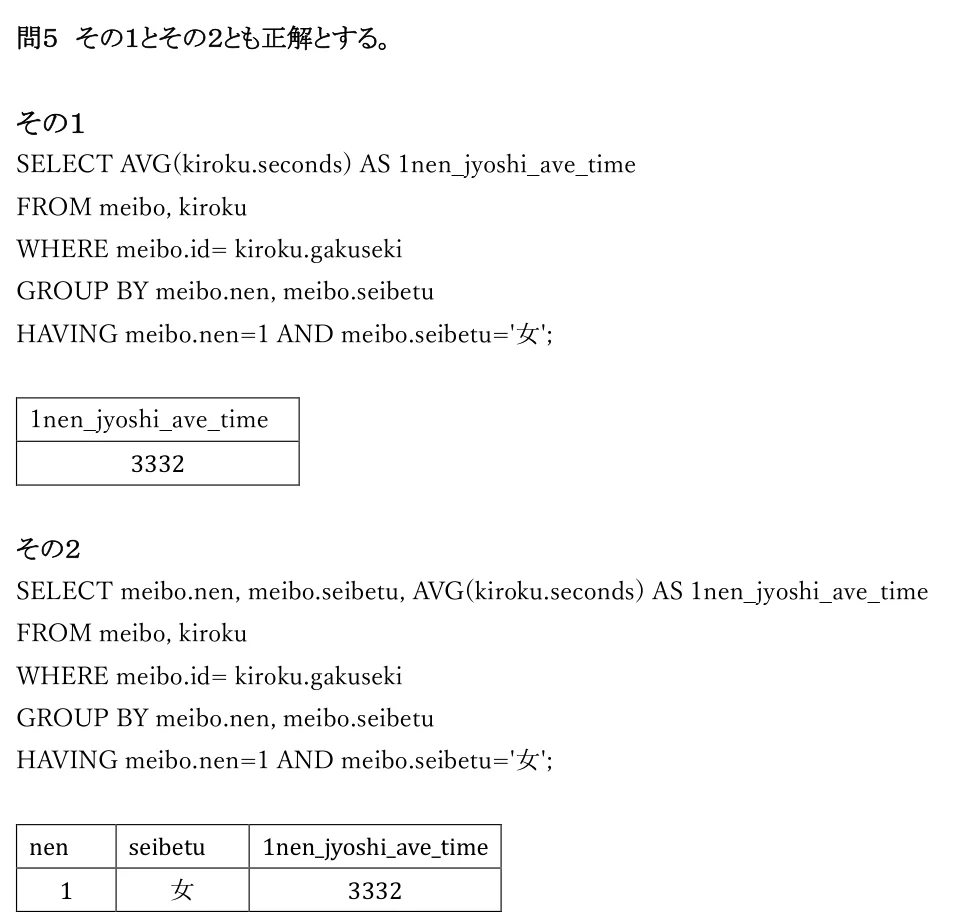 問５　その１とその２とも正解とする。
その１
SELECT AVG(kiroku.seconds) AS 1nen_jyoshi_ave_time
FROM meibo, kiroku
WHERE meibo.id= kiroku.gakuseki
GROUP BY meibo.nen, meibo.seibetu
HAVING meibo.nen=1 AND meibo.seibetu='女';
1nen_jyoshi_ave_time
3332
その２
SELECT meibo.nen, meibo.seibetu, AVG(kiroku.seconds) AS 1nen_jyoshi_ave_time
FROM meibo, kiroku
WHERE meibo.id= kiroku.gakuseki
GROUP BY meibo.nen, meibo.seibetu
HAVING meibo.nen=1 AND meibo.seibetu='女';
nen seibetu 1nen_jyoshi_ave_time
1 女 3332